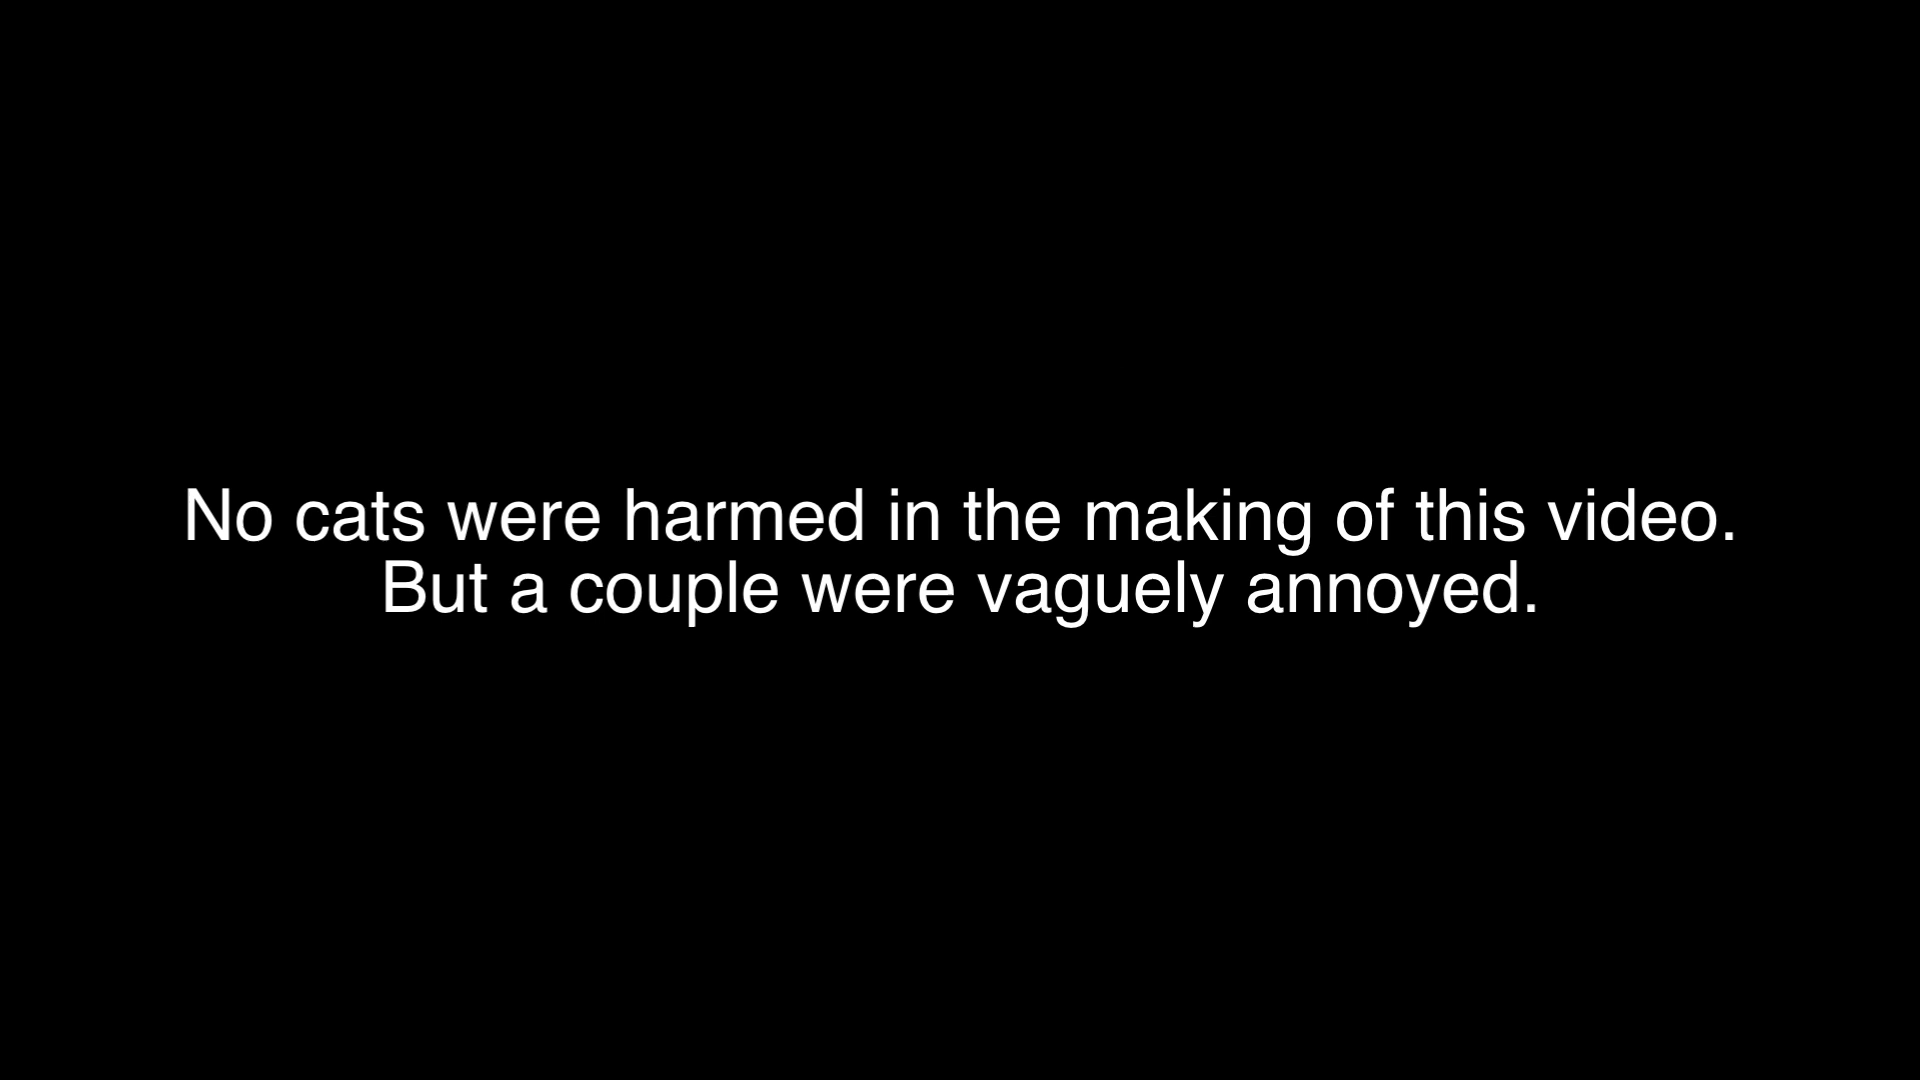 No cats were harmed in the making of this video.
But a couple were vaguely annoyed.